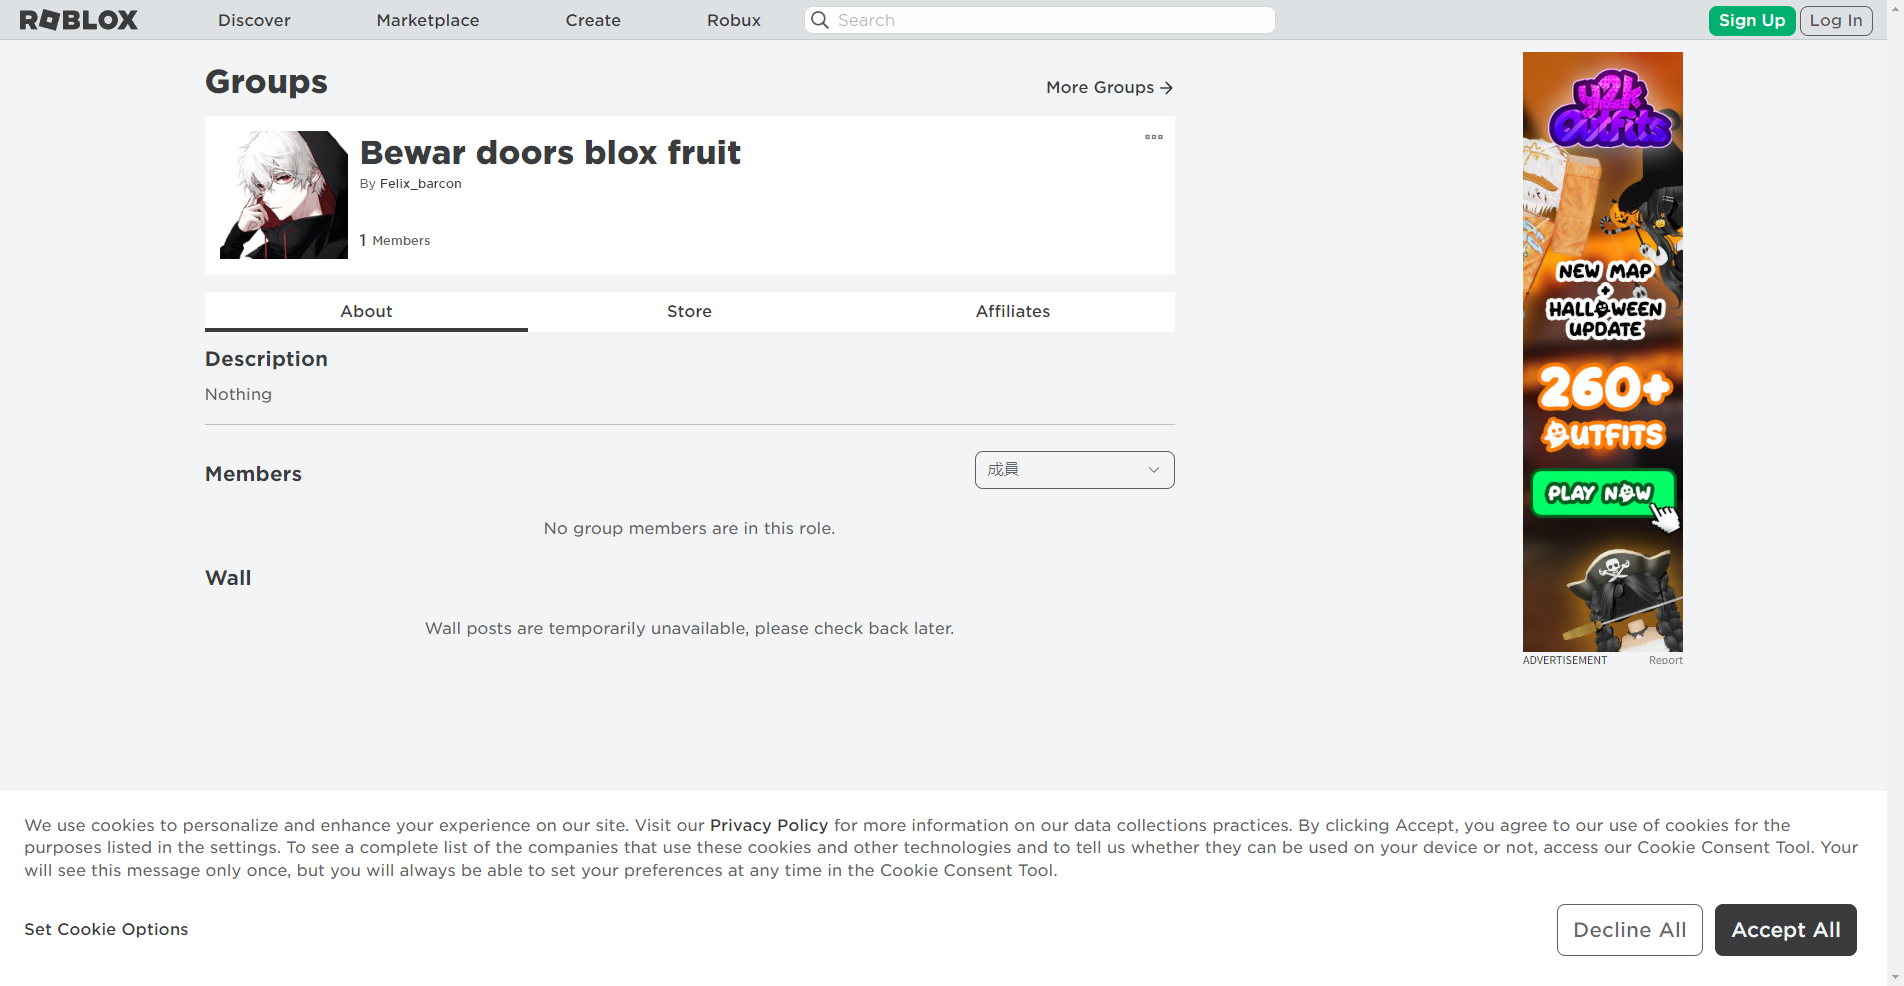 ROBLOX
Discover
Marketplace
Create
Robux
Search
Sign Up
Log In
Groups
More Groups
Bewar doors blox fruit
By Felix_barcon
1 Members
About
Store
Affiliates
Description
Nothing
Members
成員
No group members are in this role.
Wall
Wall posts are temporarily unavailable, please check back later.
y2k
Outfits
NEW MAP
+
HALLOWEEN
UPDATE
260+
OUTFITS
PLAY NOW
ADVERTISEMENT
Report
We use cookies to personalize and enhance your experience on our site. Visit our Privacy Policy for more information on our data collections practices. By clicking Accept, you agree to our use of cookies for the
purposes listed in the settings. To see a complete list of the companies that use these cookies and other technologies and to tell us whether they can be used on your device or not, access our Cookie Consent Tool. Your
will see this message only once, but you will always be able to set your preferences at any time in the Cookie Consent Tool.
Set Cookie Options
Decline All
Accept All